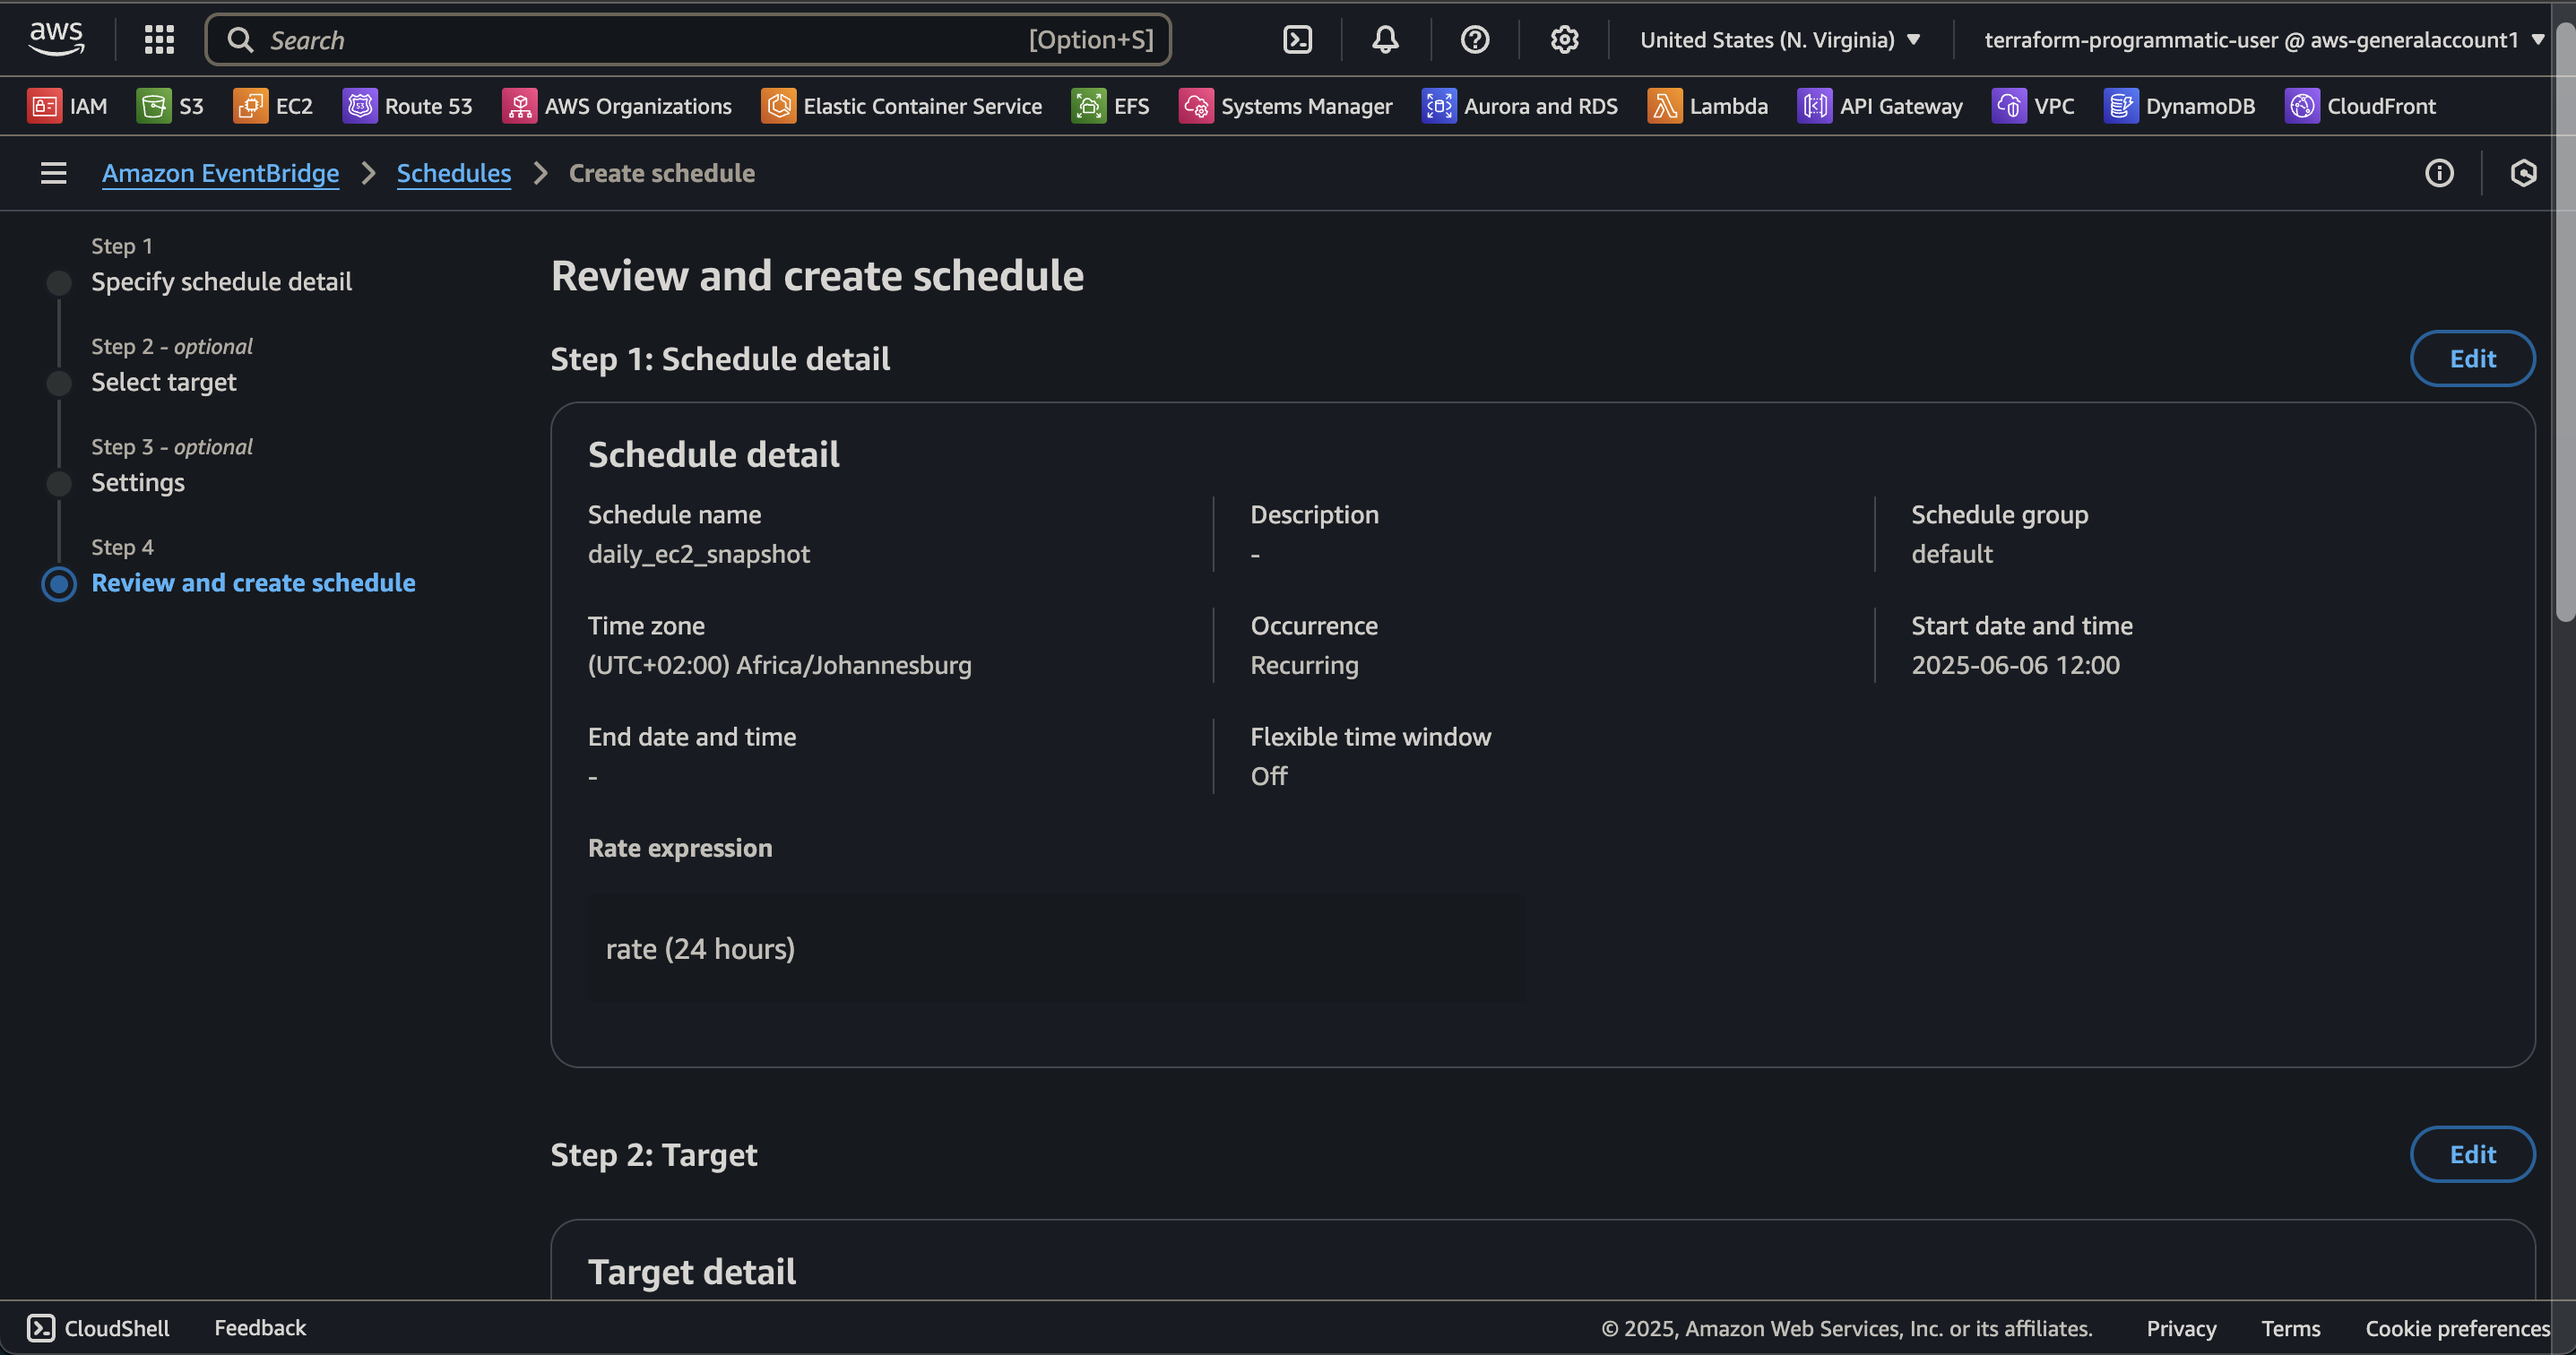 aws
Search [Option+S]
United States (N. Virginia)
terraform-programmatic-user @ aws-generalaccount1
IAM S3 EC2 Route 53 AWS Organizations Elastic Container Service EFS Systems Manager Aurora and RDS Lambda API Gateway VPC DynamoDB CloudFront
Amazon EventBridge Schedules Create schedule
Step 1
Specify schedule detail
Step 2 - optional
Select target
Step 3 - optional
Settings
Step 4
Review and create schedule
Review and create schedule
Step 1: Schedule detail
Edit
Schedule detail
Schedule name
daily_ec2_snapshot
Description
-
Schedule group
default
Time zone
(UTC+02:00) Africa/Johannesburg
Occurrence
Recurring
Start date and time
2025-06-06 12:00
End date and time
-
Flexible time window
Off
Rate expression
rate (24 hours)
Step 2: Target
Edit
Target detail
CloudShell Feedback © 2025, Amazon Web Services, Inc. or its affiliates. Privacy Terms Cookie preferences